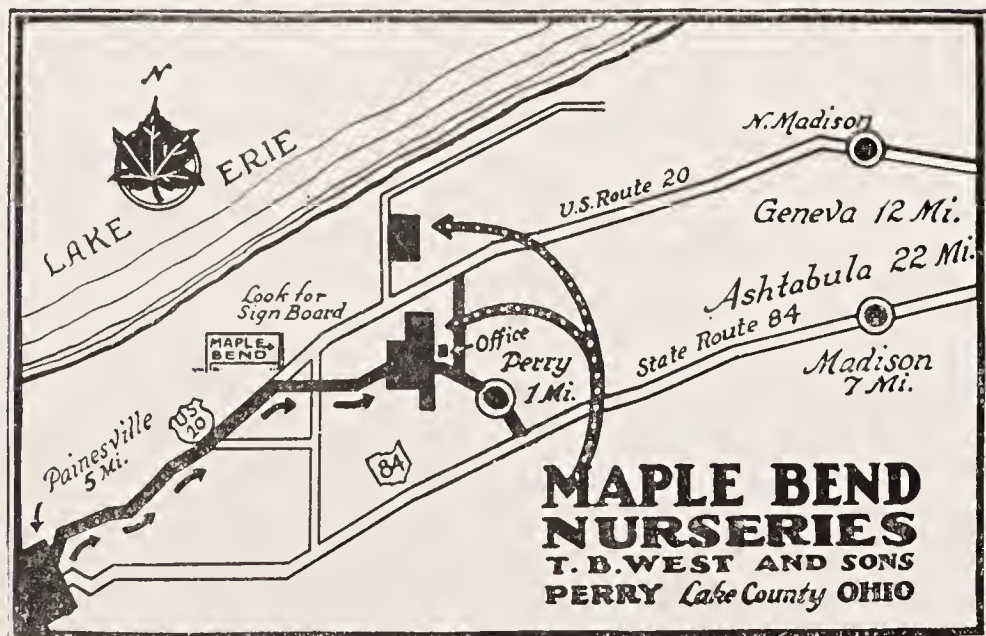 N
LAKE ERIE
N. Madison
U.S. Route 20
Geneva 12 Mi.
Ashtabula 22 Mi.
State Route 84
Madison
7 Mi.
Look for
Sign Board
MAPLE
BEND
Office
Perry
1 Mi.
US
20
84
Painesville
5 Mi.
MAPLE BEND
NURSERIES
T. B. WEST AND SONS
PERRY Lake County OHIO